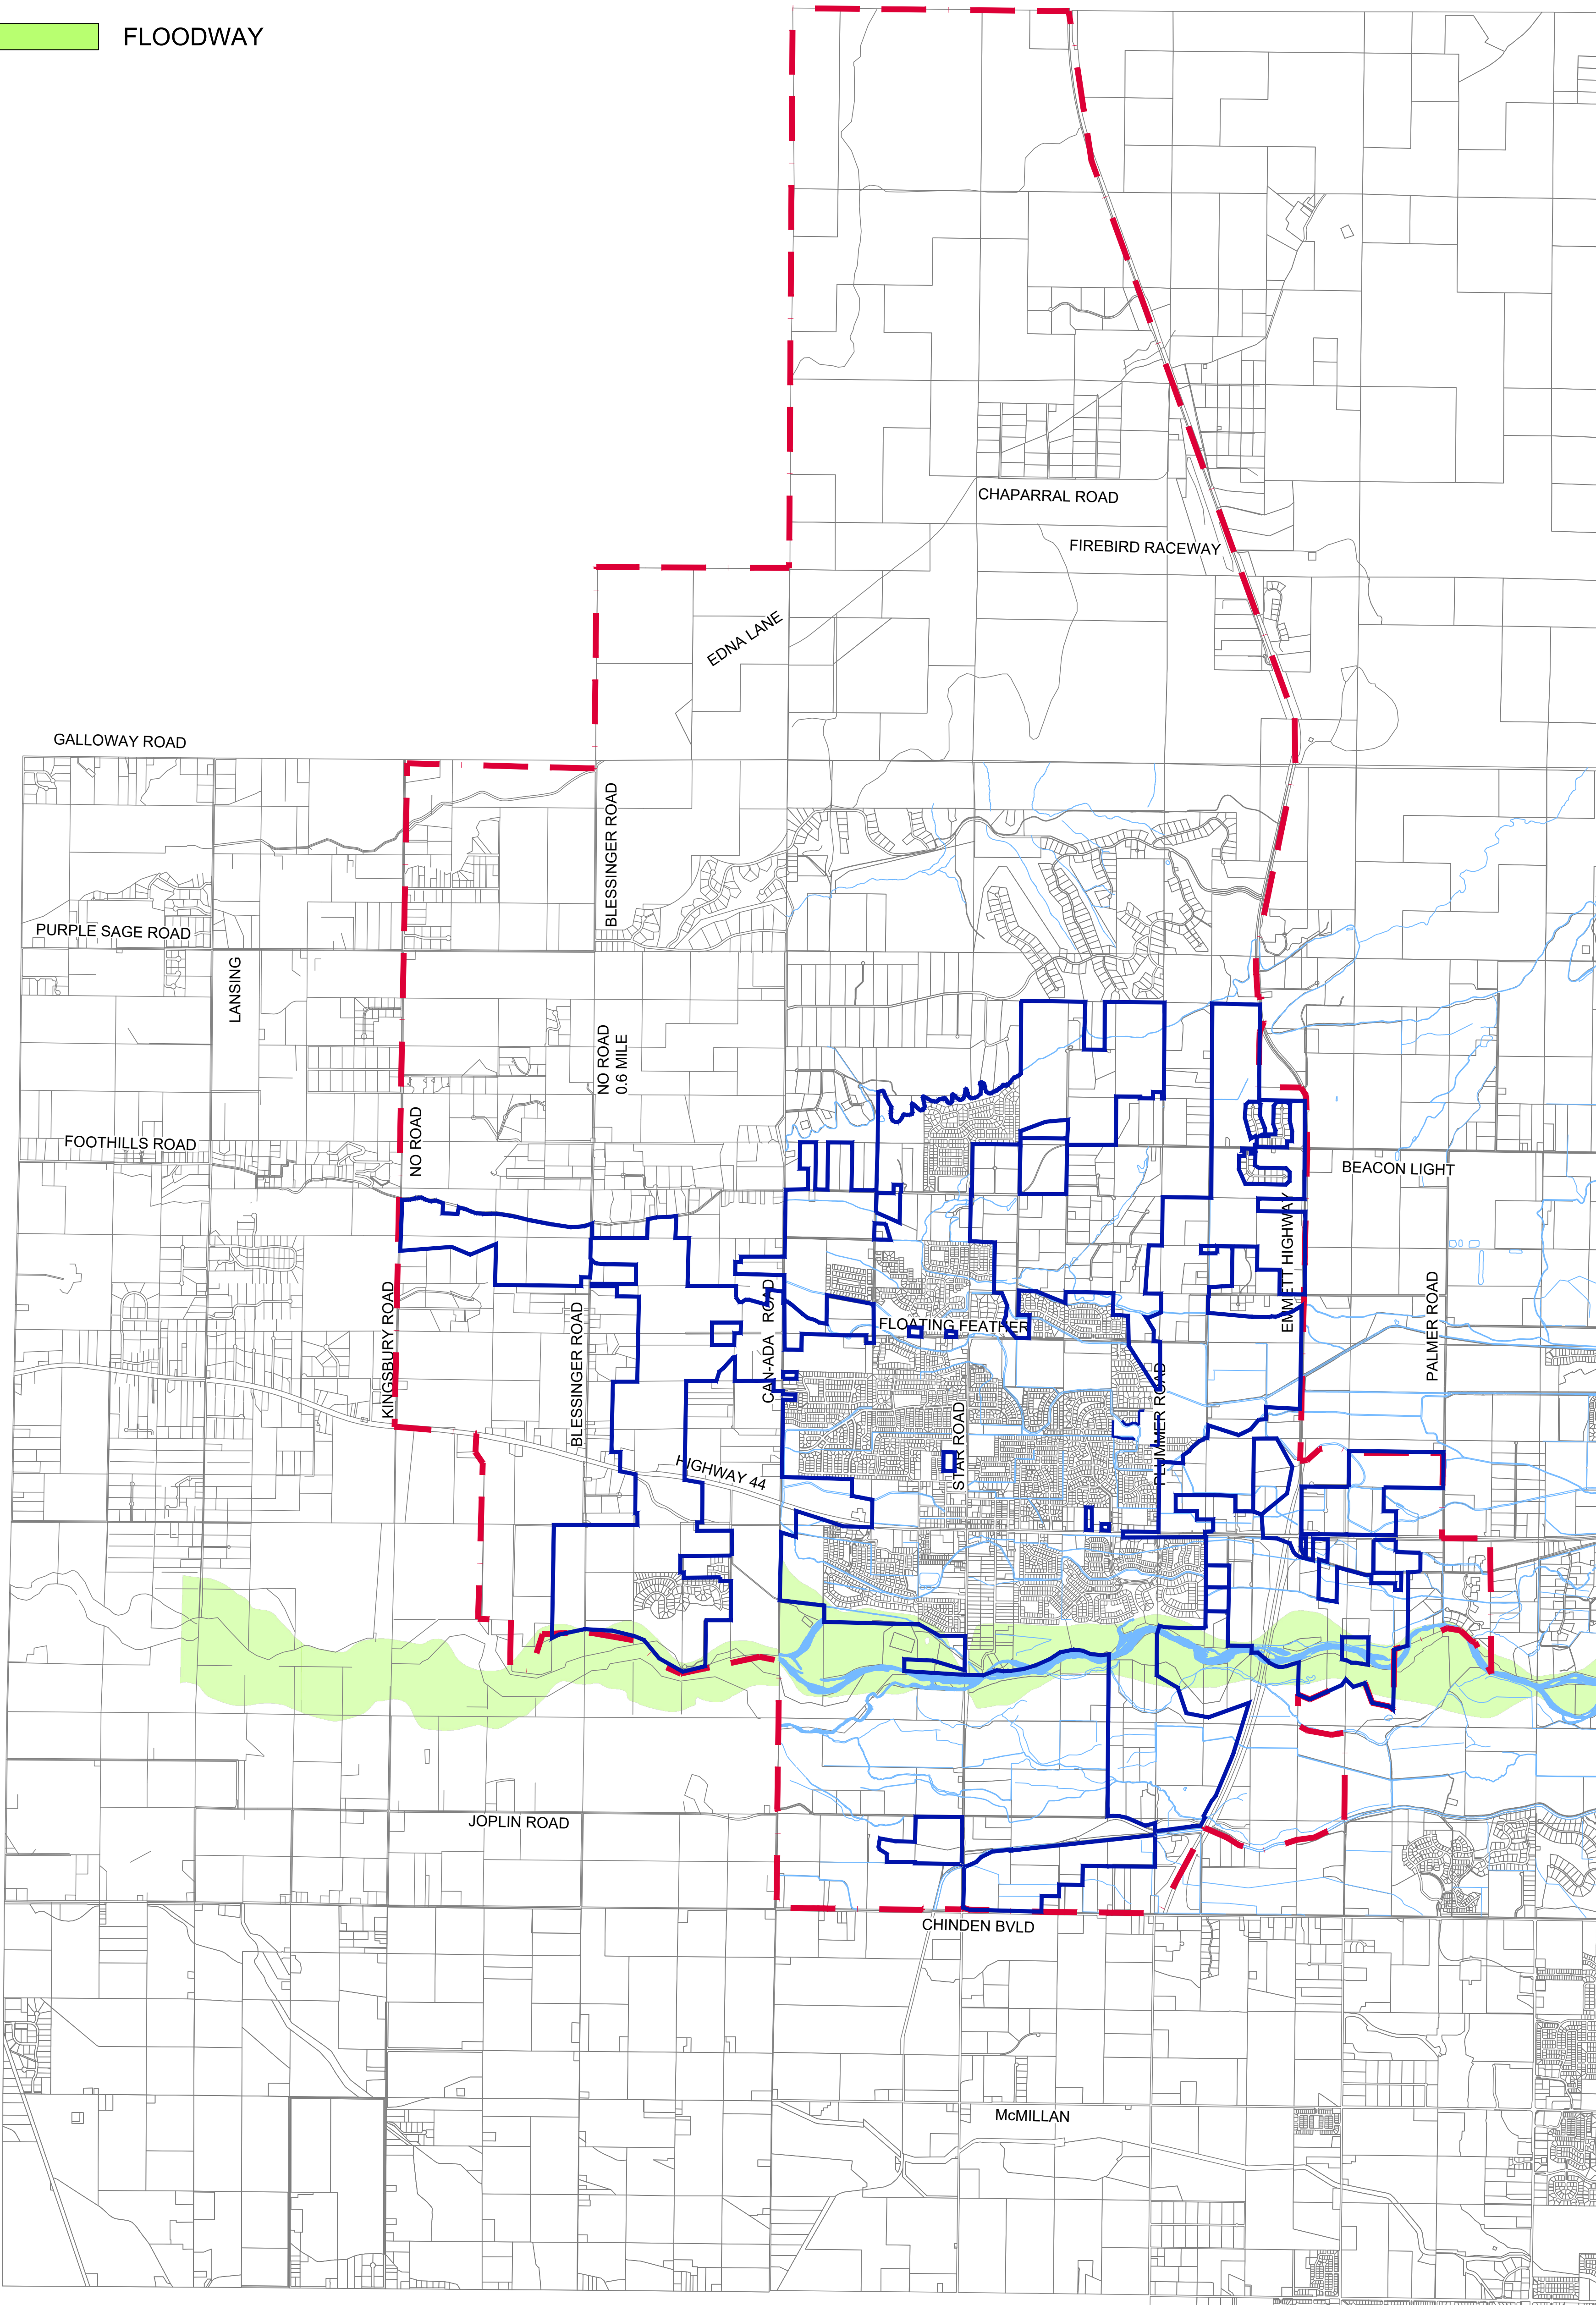 FLOODWAY
CHAPARRAL ROAD
FIREBIRD RACEWAY
EDNA LANE
GALLOWAY ROAD
BLESSINGER ROAD
PURPLE SAGE ROAD
LANSING
NO ROAD
0.6 MILE
NO ROAD
FOOTHILLS ROAD
BEACON LIGHT
EMMETT HIGHWAY
KINGSBURY ROAD
BLESSINGER ROAD
CAN-ADA ROAD
FLOATING FEATHER
PALMER ROAD
PLUMMER ROAD
STAR ROAD
HIGHWAY 44
JOPLIN ROAD
CHINDEN BVLD
McMILLAN